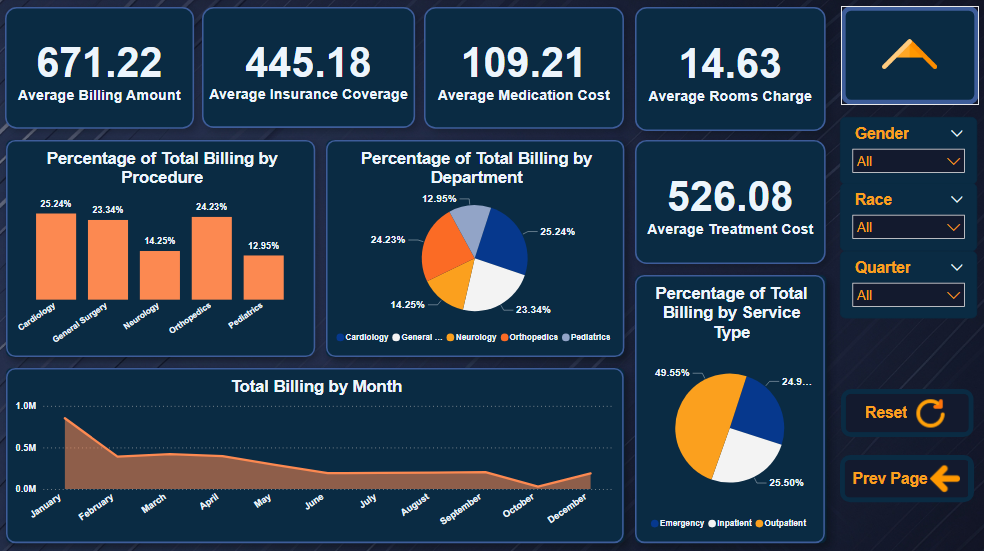 671.22
Average Billing Amount
445.18
Average Insurance Coverage
109.21
Average Medication Cost
14.63
Average Rooms Charge
Gender
All
Race
All
Quarter
All
Percentage of Total Billing by
Procedure
25.24%
23.34%
14.25%
24.23%
12.95%
Cardiology
General Surgery
Neurology
Orthopedics
Pediatrics
Percentage of Total Billing by
Department
12.95%
25.24%
24.23%
14.25%
23.34%
Cardiology General ... Neurology Orthopedics Pediatrics
526.08
Average Treatment Cost
Percentage of Total
Billing by Service
Type
49.55%
24.9...
25.50%
Emergency Inpatient Outpatient
Total Billing by Month
1.0M
0.5M
0.0M
January
February
March
April
May
June
July
August
September
October
December
Reset
Prev Page